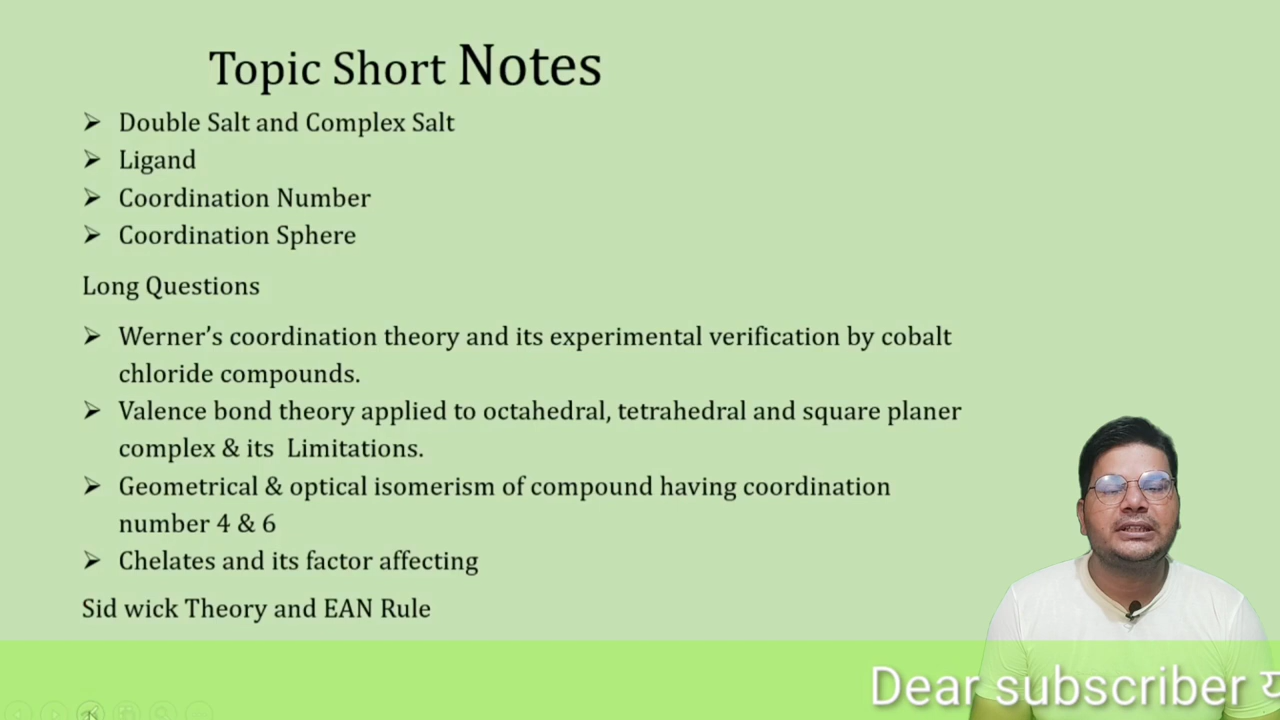 Topic Short Notes
➢ Double Salt and Complex Salt
➢ Ligand
➢ Coordination Number
➢ Coordination Sphere
Long Questions
➢ Werner’s coordination theory and its experimental verification by cobalt
chloride compounds.
➢ Valence bond theory applied to octahedral, tetrahedral and square planer
complex & its Limitations.
➢ Geometrical & optical isomerism of compound having coordination
number 4 & 6
➢ Chelates and its factor affecting
Sid wick Theory and EAN Rule
Dear subscriber